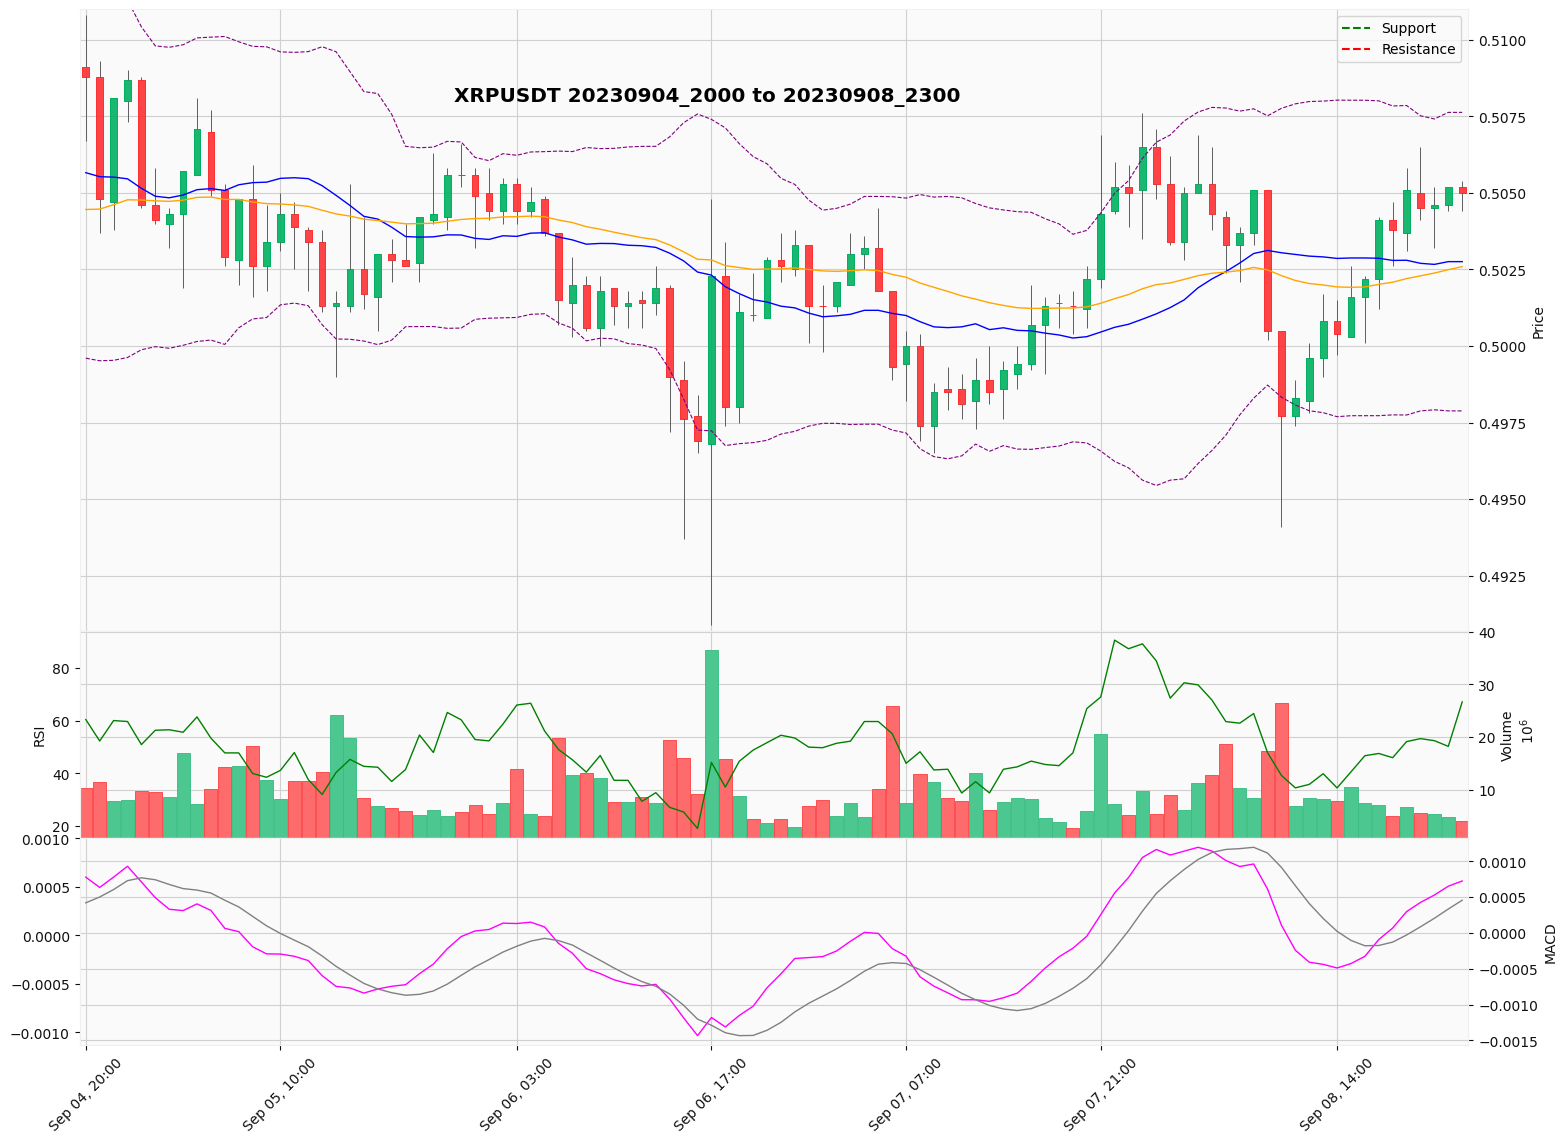 XRPUSDT 20230904_2000 to 20230908_2300
Support
Resistance
0.5100
0.5075
0.5050
0.5025
0.5000
0.4975
0.4950
0.4925
Price
80
60
40
20
RSI
40
30
20
10
Volume
10^6
0.0010
0.0005
0.0000
−0.0005
−0.0010
0.0010
0.0005
0.0000
−0.0005
−0.0010
−0.0015
MACD
Sep 04, 20:00
Sep 05, 10:00
Sep 06, 03:00
Sep 06, 17:00
Sep 07, 07:00
Sep 07, 21:00
Sep 08, 14:00